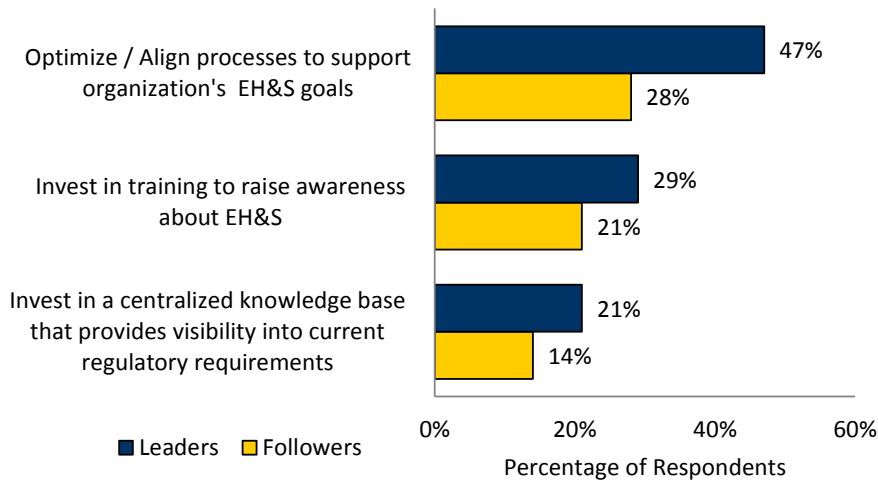 Optimize / Align processes to support
organization's EH&S goals
47%
28%
Invest in training to raise awareness
about EH&S
29%
21%
Invest in a centralized knowledge base
that provides visibility into current
regulatory requirements
21%
14%
0%
20%
40%
60%
Leaders
Followers
Percentage of Respondents